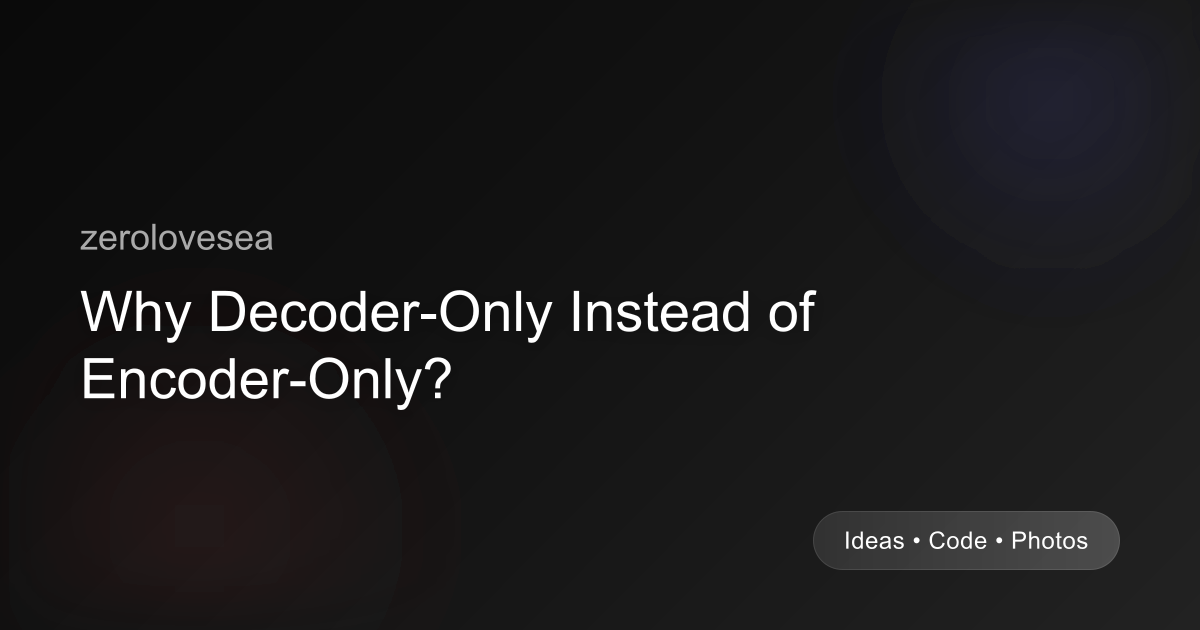 zerolovesea
Why Decoder-Only Instead of
Encoder-Only?
Ideas • Code • Photos